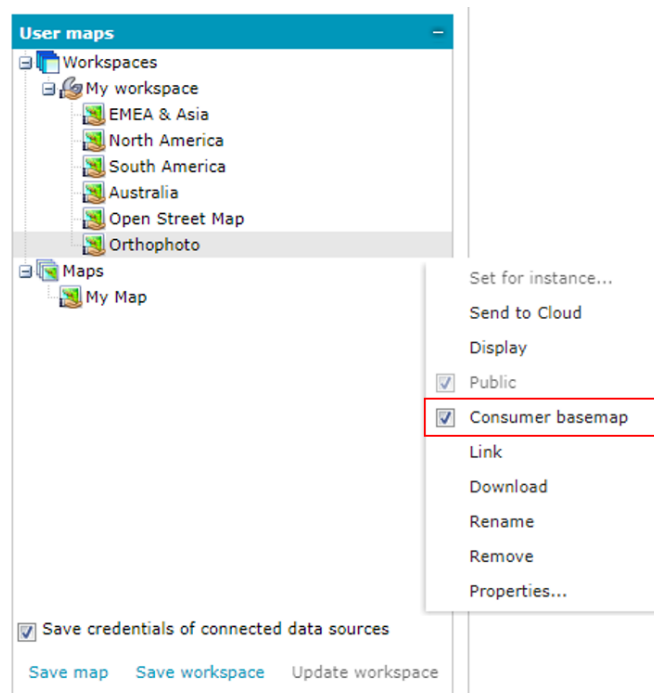 User maps
Workspaces
My workspace
EMEA & Asia
North America
South America
Australia
Open Street Map
Orthophoto
Maps
My Map
Set for instance...
Send to Cloud
Display
Public
Consumer basemap
Link
Download
Rename
Remove
Properties...
Save credentials of connected data sources
Save map Save workspace Update workspace